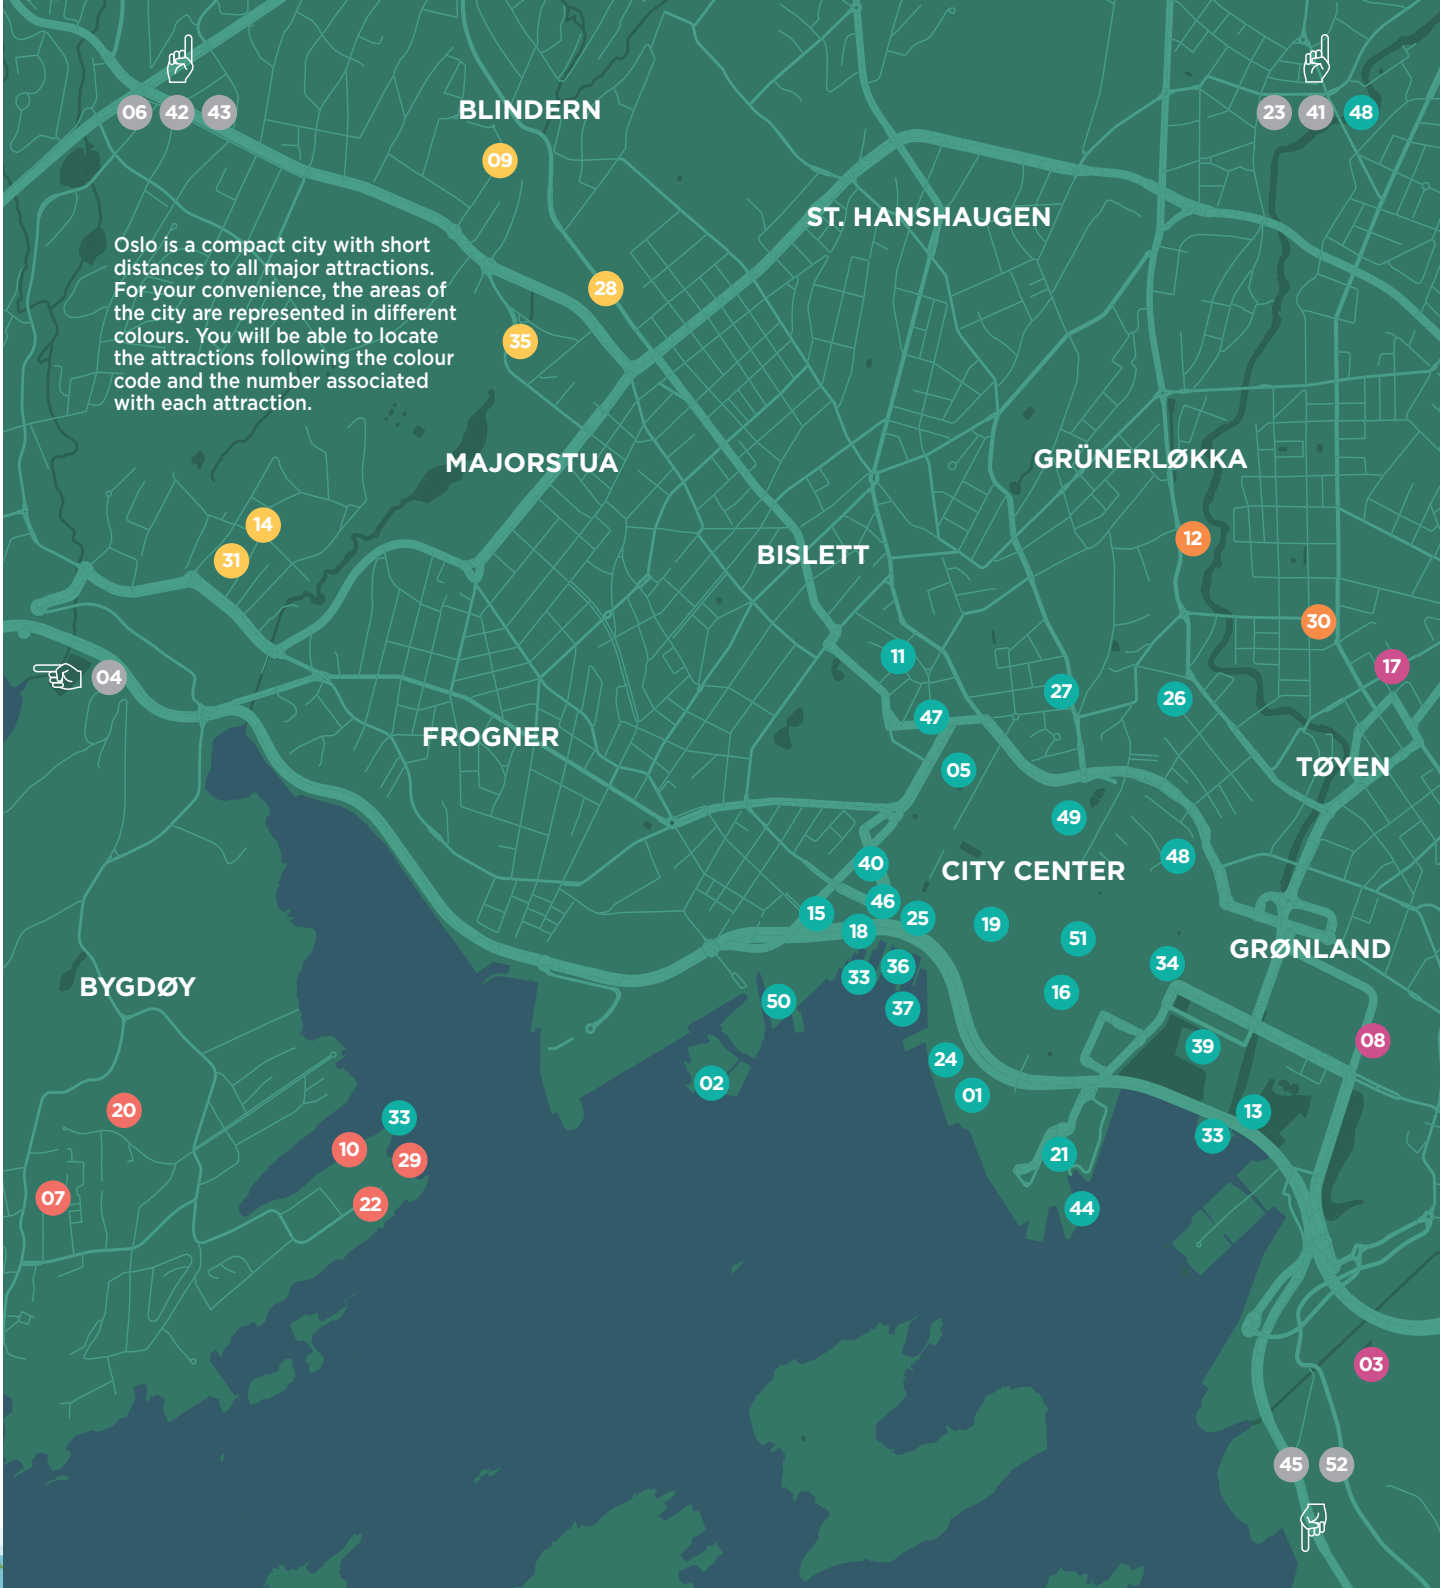 06 42 43
BLINDERN
23 41 48
09
ST. HANSHAUGEN
Oslo is a compact city with short
distances to all major attractions.
For your convenience, the areas of
the city are represented in different
colours. You will be able to locate
the attractions following the colour
code and the number associated
with each attraction.
28
35
MAJORSTUA
GRÜNERLØKKA
14
12
31
BISLETT
30
11
17
04
27
26
47
FROGNER
05
TØYEN
49
48
40
CITY CENTER
46
15
25
19
18
51
GRØNLAND
34
36
33
BYGDØY
16
50
37
08
39
24
02
01
20
13
33
33
10
21
29
07
22
44
03
45 52